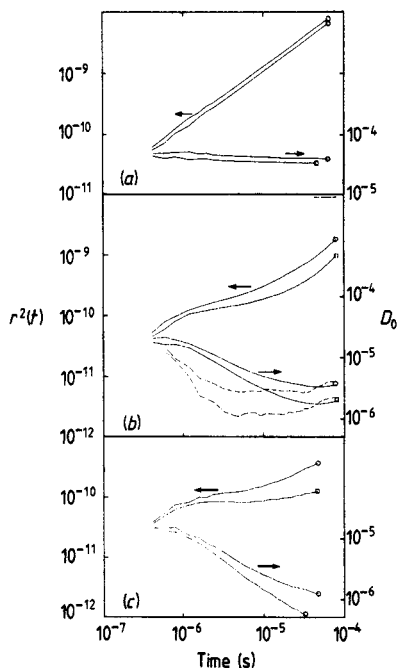 10⁻⁹
10⁻¹⁰
10⁻¹¹
10⁻⁴
10⁻⁵
(a)
10⁻⁹
10⁻¹⁰
10⁻¹¹
10⁻¹²
10⁻⁴
10⁻⁵
10⁻⁶
(b)
r²(t)
D₀
10⁻¹⁰
10⁻¹¹
10⁻¹²
10⁻⁵
10⁻⁶
(c)
10⁻⁷ 10⁻⁶ 10⁻⁵ 10⁻⁴
Time (s)